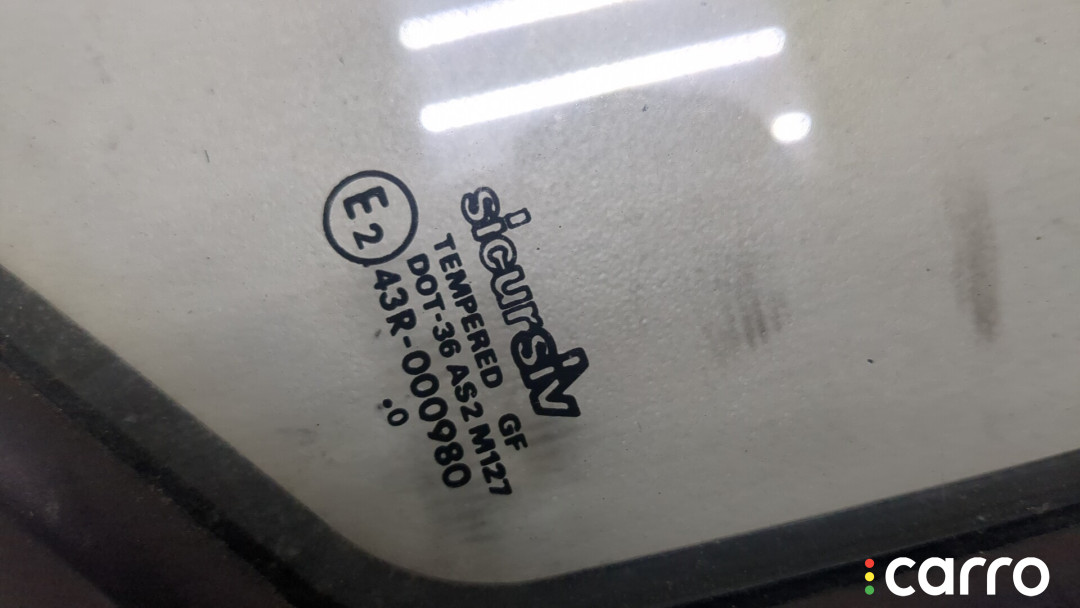 sicursiv
TEMPERED GF
DOT-36 AS2 M127
E2 43R-000980
.0
carro